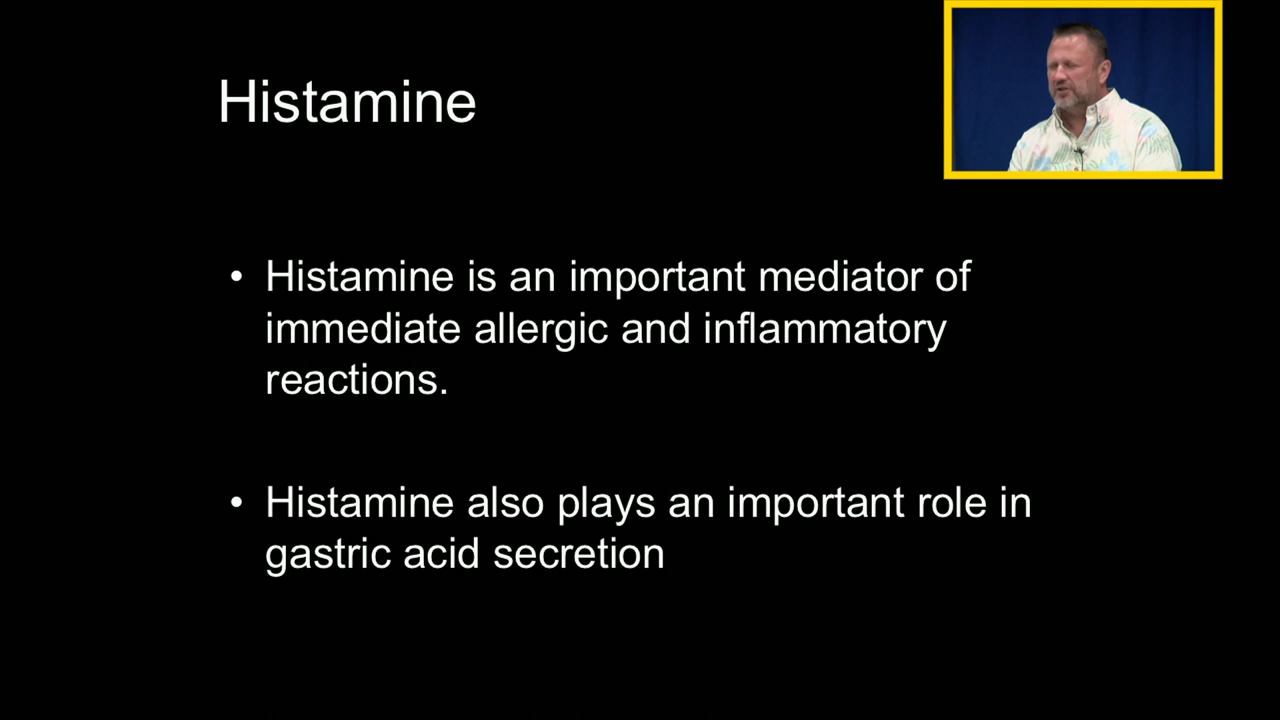 Histamine
• Histamine is an important mediator of
immediate allergic and inflammatory
reactions.
• Histamine also plays an important role in
gastric acid secretion